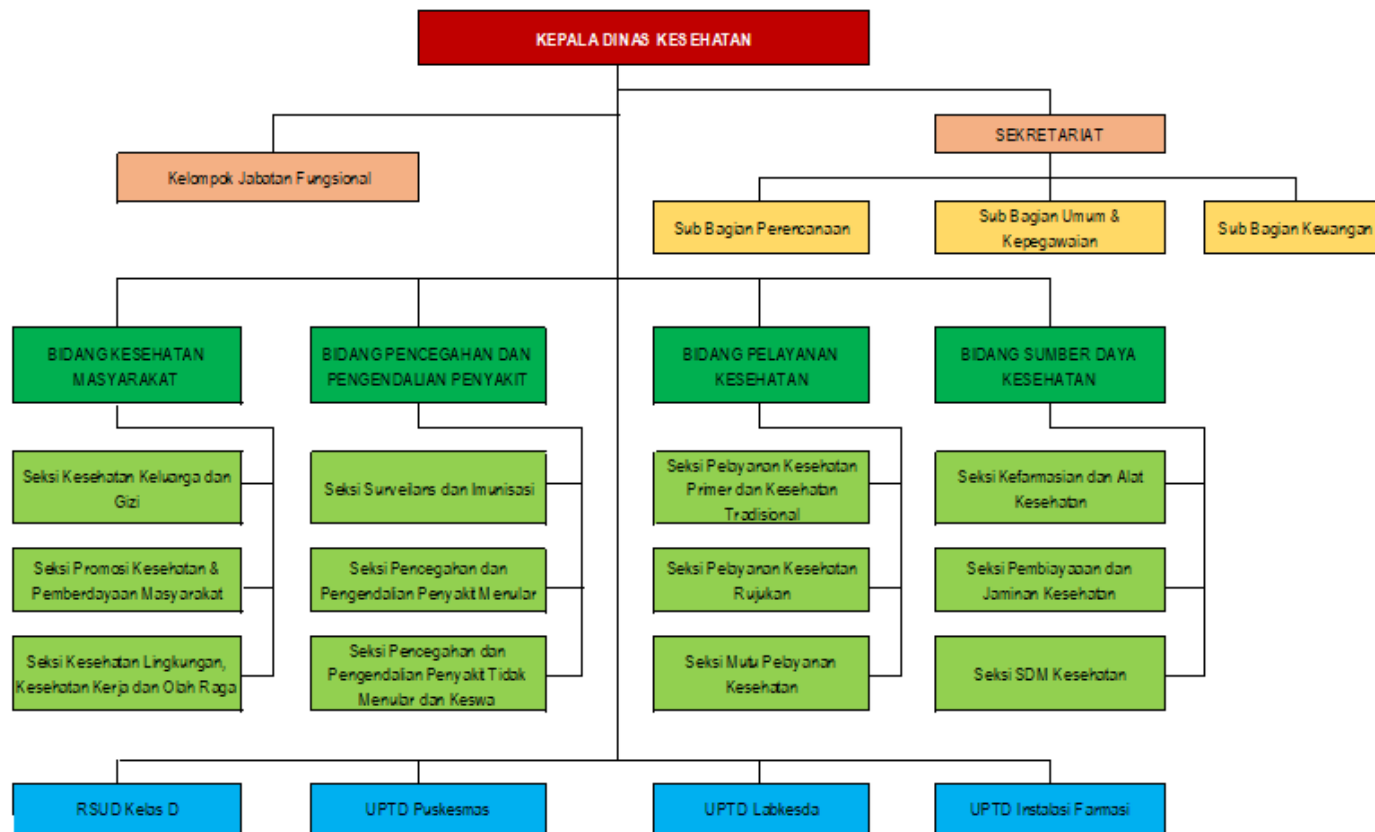 KEPALA DINAS KESEHATAN
SEKRETARIAT
Kelompok Jabatan Fungsional
Sub Bagian Perencanaan
Sub Bagian Umum &
Kepegawaian
Sub Bagian Keuangan
BIDANG KESEHATAN
MASYARAKAT
BIDANG PENCEGAHAN DAN
PENGENDALIAN PENYAKIT
BIDANG PELAYANAN
KESEHATAN
BIDANG SUMBER DAYA
KESEHATAN
Seksi Kesehatan Keluarga dan
Gizi
Seksi Surveilans dan Imunisasi
Seksi Pelayanan Kesehatan
Primer dan Kesehatan
Tradisional
Seksi Kefarmasian dan Alat
Kesehatan
Seksi Promosi Kesehatan &
Pemberdayaan Masyarakat
Seksi Pencegahan dan
Pengendalian Penyakit Menular
Seksi Pelayanan Kesehatan
Rujukan
Seksi Pembiayaaan dan
Jaminan Kesehatan
Seksi Kesehatan Lingkungan,
Kesehatan Kerja dan Olah Raga
Seksi Pencegahan dan
Pengendalian Penyakit Tidak
Menular dan Keswa
Seksi Mutu Pelayanan
Kesehatan
Seksi SDM Kesehatan
RSUD Kelas D
UPTD Puskesmas
UPTD Labkesda
UPTD Instalasi Farmasi